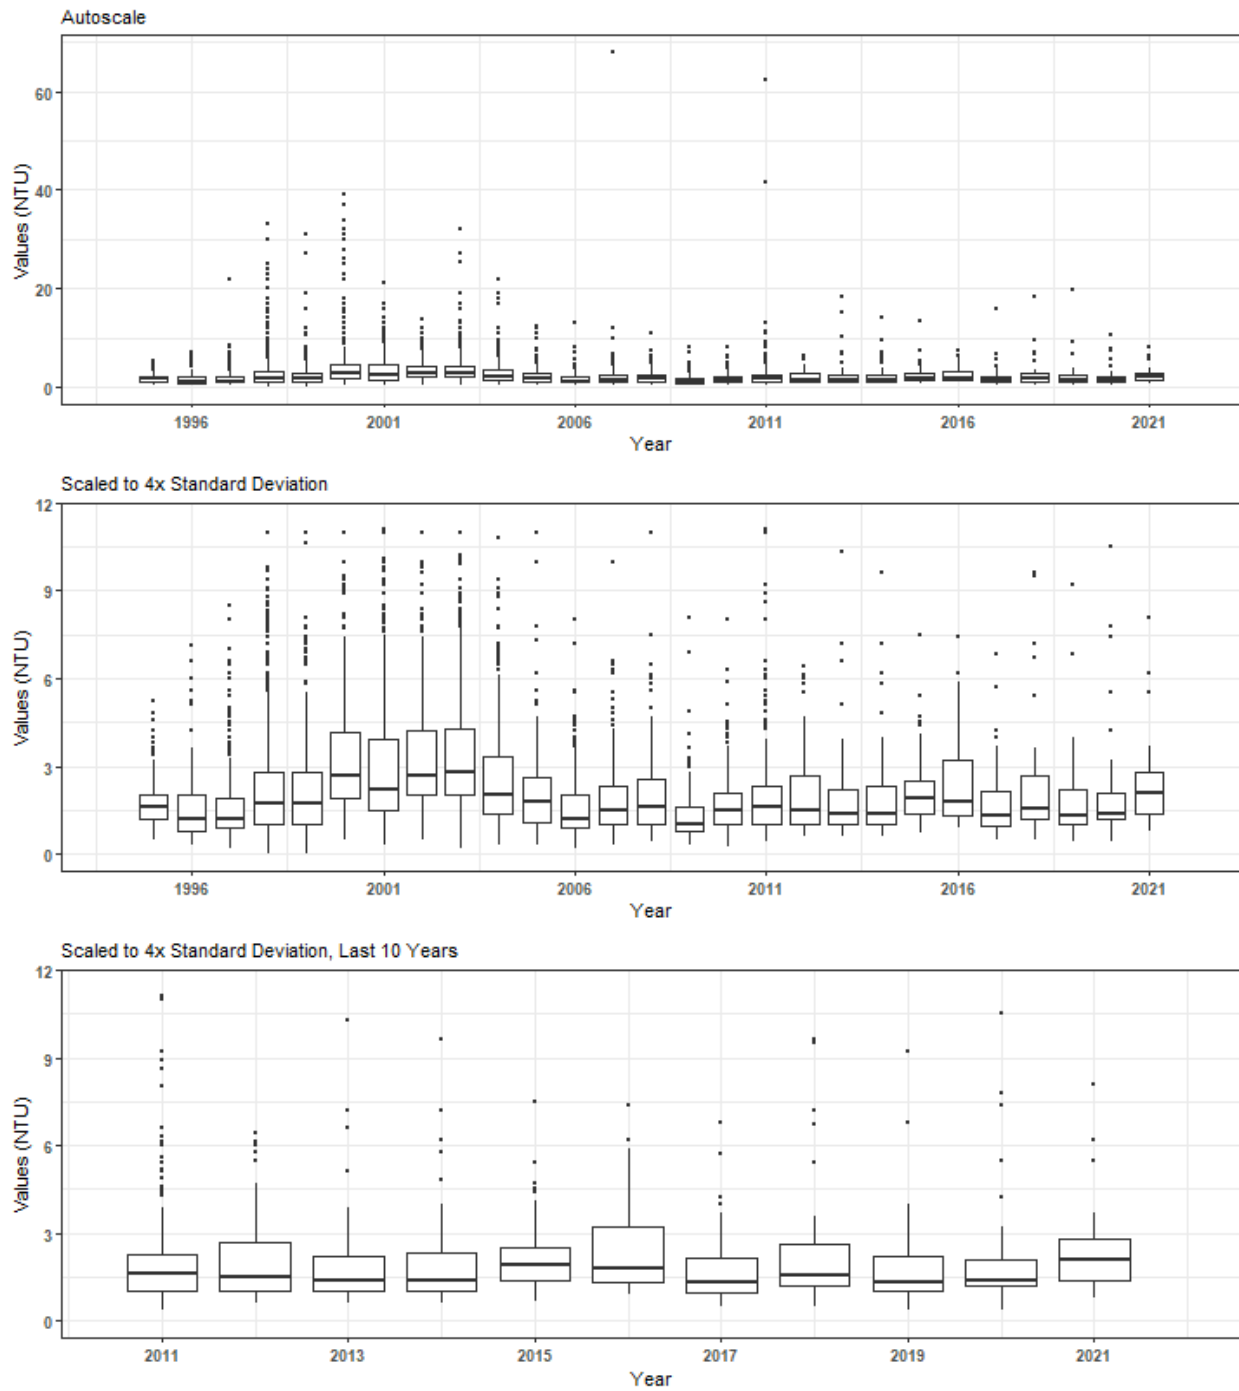 Autoscale
60
40
20
0
Values (NTU)
1996 2001 2006 2011 2016 2021
Year
Scaled to 4x Standard Deviation
12
9
6
3
0
Values (NTU)
1996 2001 2006 2011 2016 2021
Year
Scaled to 4x Standard Deviation, Last 10 Years
12
9
6
3
0
Values (NTU)
2011 2013 2015 2017 2019 2021
Year